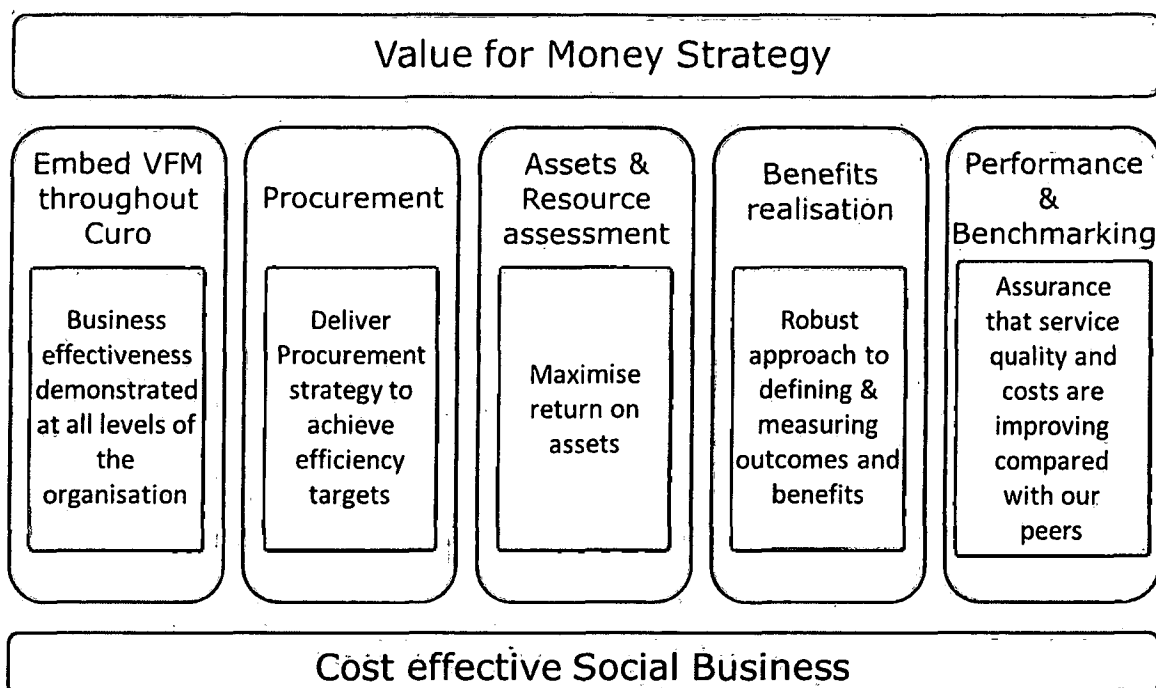 Value for Money Strategy
Embed VFM
throughout
Curo
Business
effectiveness
demonstrated
at all levels of
the
organisation
Procurement
Deliver
Procurement
strategy to
achieve
efficiency
targets
Assets &
Resource
assessment
Maximise
return on
assets
Benefits
realisation
Robust
approach to
defining &
measuring
outcomes and
benefits
Performance
&
Benchmarking
Assurance
that service
quality and
costs are
improving
compared
with our
peers
Cost effective Social Business